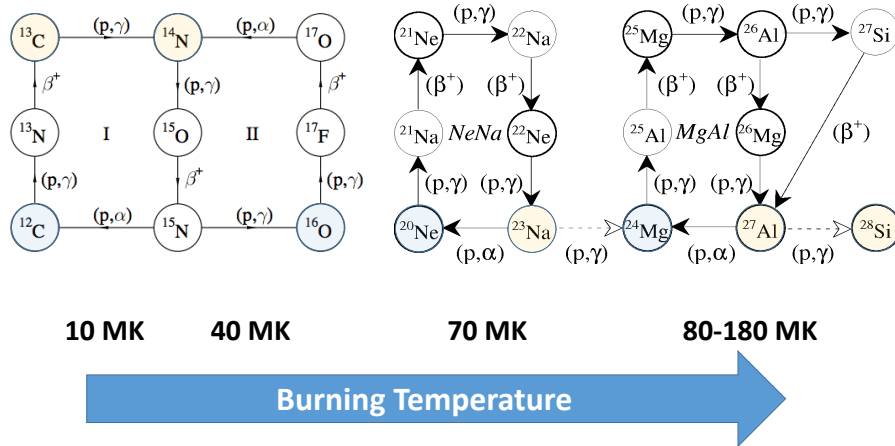 (p,γ) (p,α) (p,γ) (p,γ)
¹³C ¹⁴N ¹⁷O ²¹Ne ²²Na ²⁵Mg ²⁶Al ²⁷Si
β⁺ (p,γ) β⁺ (β⁺) (β⁺) (β⁺) (β⁺)
¹³N I ¹⁵O II ¹⁷F ²¹Na NeNa ²²Ne ²⁵Al MgAl ²⁶Mg (β⁺)
(p,γ) β⁺ (p,γ) (p,γ) (p,γ) (p,γ) (p,γ)
(p,α) (p,γ)
¹²C ¹⁵N ¹⁶O ²⁰Ne ²³Na ²⁴Mg ²⁷Al ²⁸Si
(p,α) (p,γ) (p,α) (p,γ)
10 MK 40 MK 70 MK 80-180 MK
Burning Temperature
(p,γ)